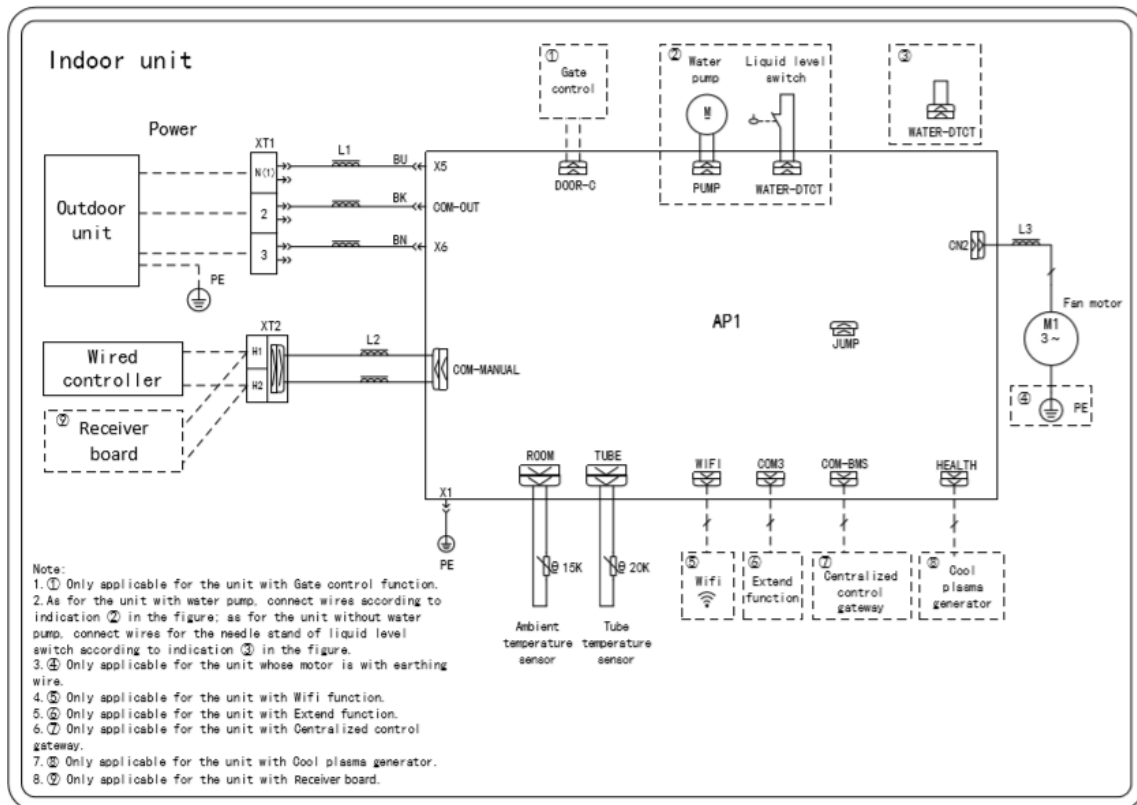 Indoor unit
Power
Outdoor
unit
XT1
N(1)
2
3
PE
L1
BU
BK
BN
X5
COM-OUT
X6
①
Gate
control
DOOR-C
②
Water
pump
M
PUMP
Liquid level
switch
WATER-DTCT
③
WATER-DTCT
CN2
L3
Fan motor
M1
3~
④
PE
AP1
JUMP
Wired
controller
⑨ Receiver
board
XT2
H1
H2
L2
COM-MANUAL
X1
PE
ROOM
θ 15K
Ambient
temperature
sensor
TUBE
θ 20K
Tube
temperature
sensor
WIFI
⑤
Wifi
COM3
⑥
Extend
function
COM-BMS
⑦
Centralized
control
gateway
HEALTH
⑧ Cool
plasma
generator
Note:
1. ① Only applicable for the unit with Gate control function.
2. As for the unit with water pump, connect wires according to
indication ② in the figure; as for the unit without water
pump, connect wires for the needle stand of liquid level
switch according to indication ③ in the figure.
3. ④ Only applicable for the unit whose motor is with earthing
wire.
4. ⑤ Only applicable for the unit with Wifi function.
5. ⑥ Only applicable for the unit with Extend function.
6. ⑦ Only applicable for the unit with Centralized control
gateway.
7. ⑧ Only applicable for the unit with Cool plasma generator.
8. ⑨ Only applicable for the unit with Receiver board.